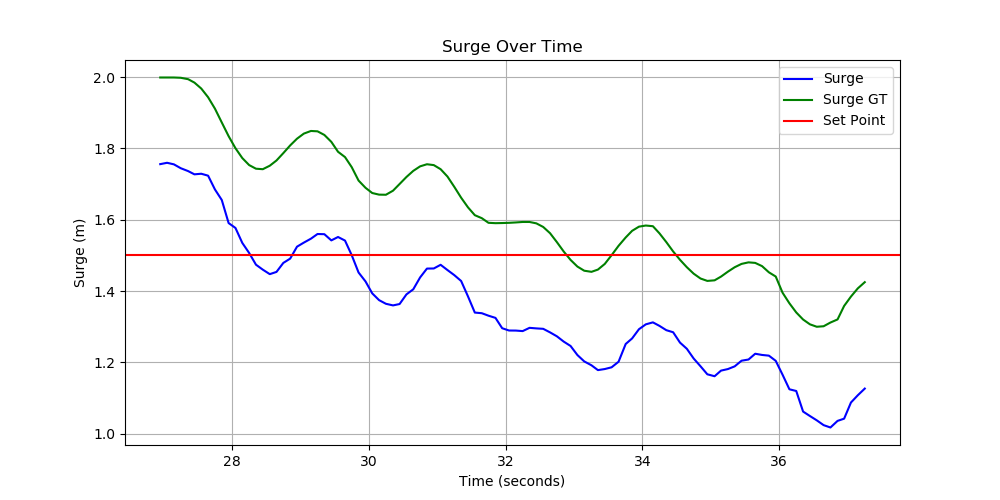 Surge Over Time
Surge
Surge GT
Set Point
2.0
1.8
1.6
1.4
1.2
1.0
Surge (m)
28 30 32 34 36
Time (seconds)